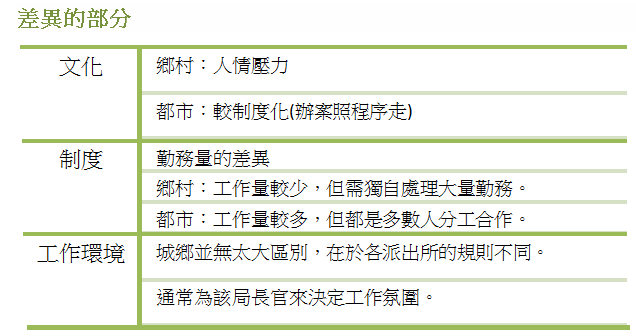 差異的部分
文化
鄉村：人情壓力
都市：較制度化(辦案照程序走)
制度
勤務量的差異
鄉村：工作量較少，但需獨自處理大量勤務。
都市：工作量較多，但都是多數人分工合作。
工作環境
城鄉並無太大區別，在於各派出所的規則不同。
通常為該局長官來決定工作氛圍。